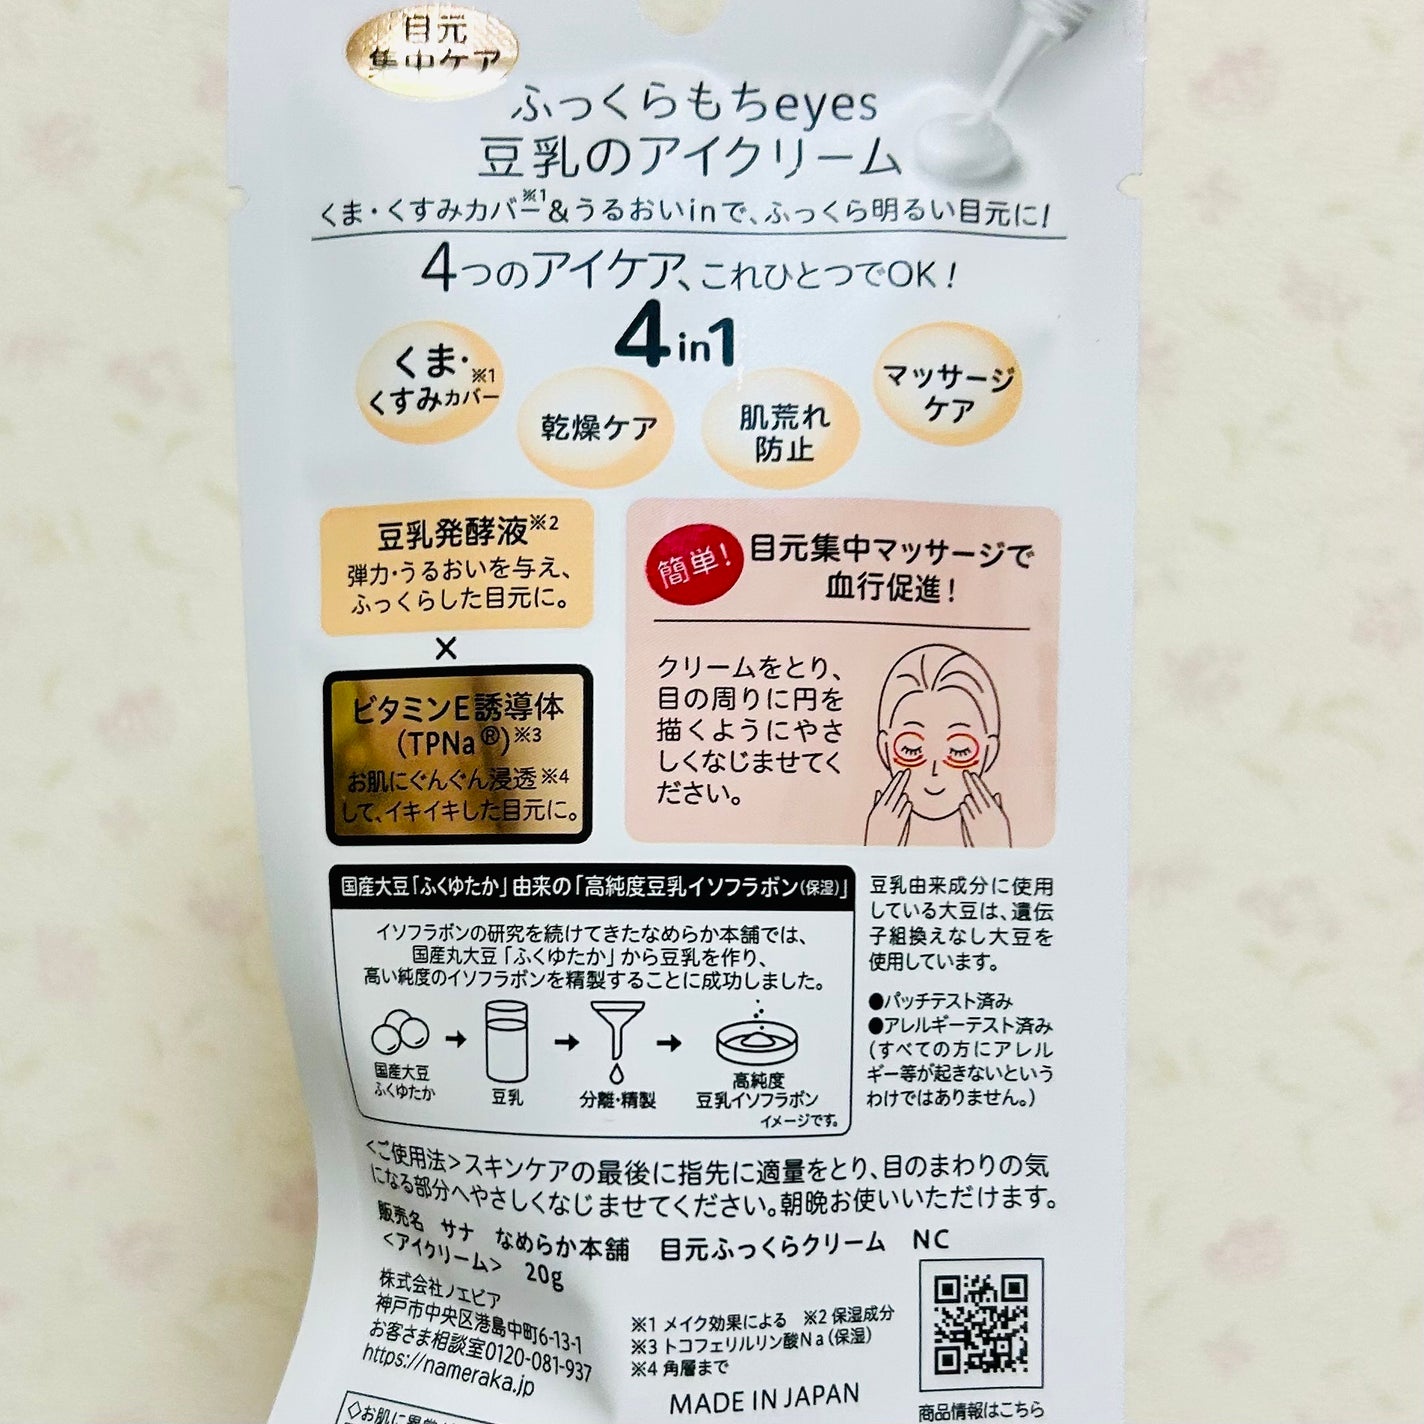 目元
集中ケア
ふっくらもちeyes
豆乳のアイクリーム
くま・くすみカバー※1&うるおいinで、ふっくら明るい目元に!
4つのアイケア、これひとつでOK!
4in1
くま・
くすみカバー※1
乾燥ケア
肌荒れ
防止
マッサージ
ケア
豆乳発酵液※2
弾力・うるおいを与え、
ふっくらした目元に。
×
ビタミンE誘導体
(TPNa®)※3
お肌にぐんぐん浸透※4
して、イキイキした目元に。
簡単!
目元集中マッサージで
血行促進!
クリームをとり、
目の周りに円を
描くようにやさ
しくなじませてく
ださい。
国産大豆「ふくゆたか」由来の「高純度豆乳イソフラボン(保湿)」
イソフラボンの研究を続けてきたなめらか本舗では、
国産丸大豆「ふくゆたか」から豆乳を作り、
高い純度のイソフラボンを精製することに成功しました。
国産大豆
ふくゆたか
豆乳
分離・精製
高純度
豆乳イソフラボン
イメージです。
豆乳由来成分に使用
している大豆は、遺伝
子組換えなし大豆を
使用しています。
●パッチテスト済み
●アレルギーテスト済み
(すべての方にアレル
ギー等が起きないという
わけではありません。)
<ご使用法>スキンケアの最後に指先に適量をとり、目のまわりの気
になる部分へやさしくなじませてください。朝晩お使いいただけます。
販売名 サナ なめらか本舗 目元ふっくらクリーム NC
<アイクリーム> 20g
株式会社ノエビア
神戸市中央区港島中町6-13-1
お客さま相談室0120-081-937
https://nameraka.jp
※1 メイク効果による ※2 保湿成分
※3 トコフェリルリン酸Na(保湿)
※4 角層まで
MADE IN JAPAN
商品情報はこちら
◇お肌に異常が